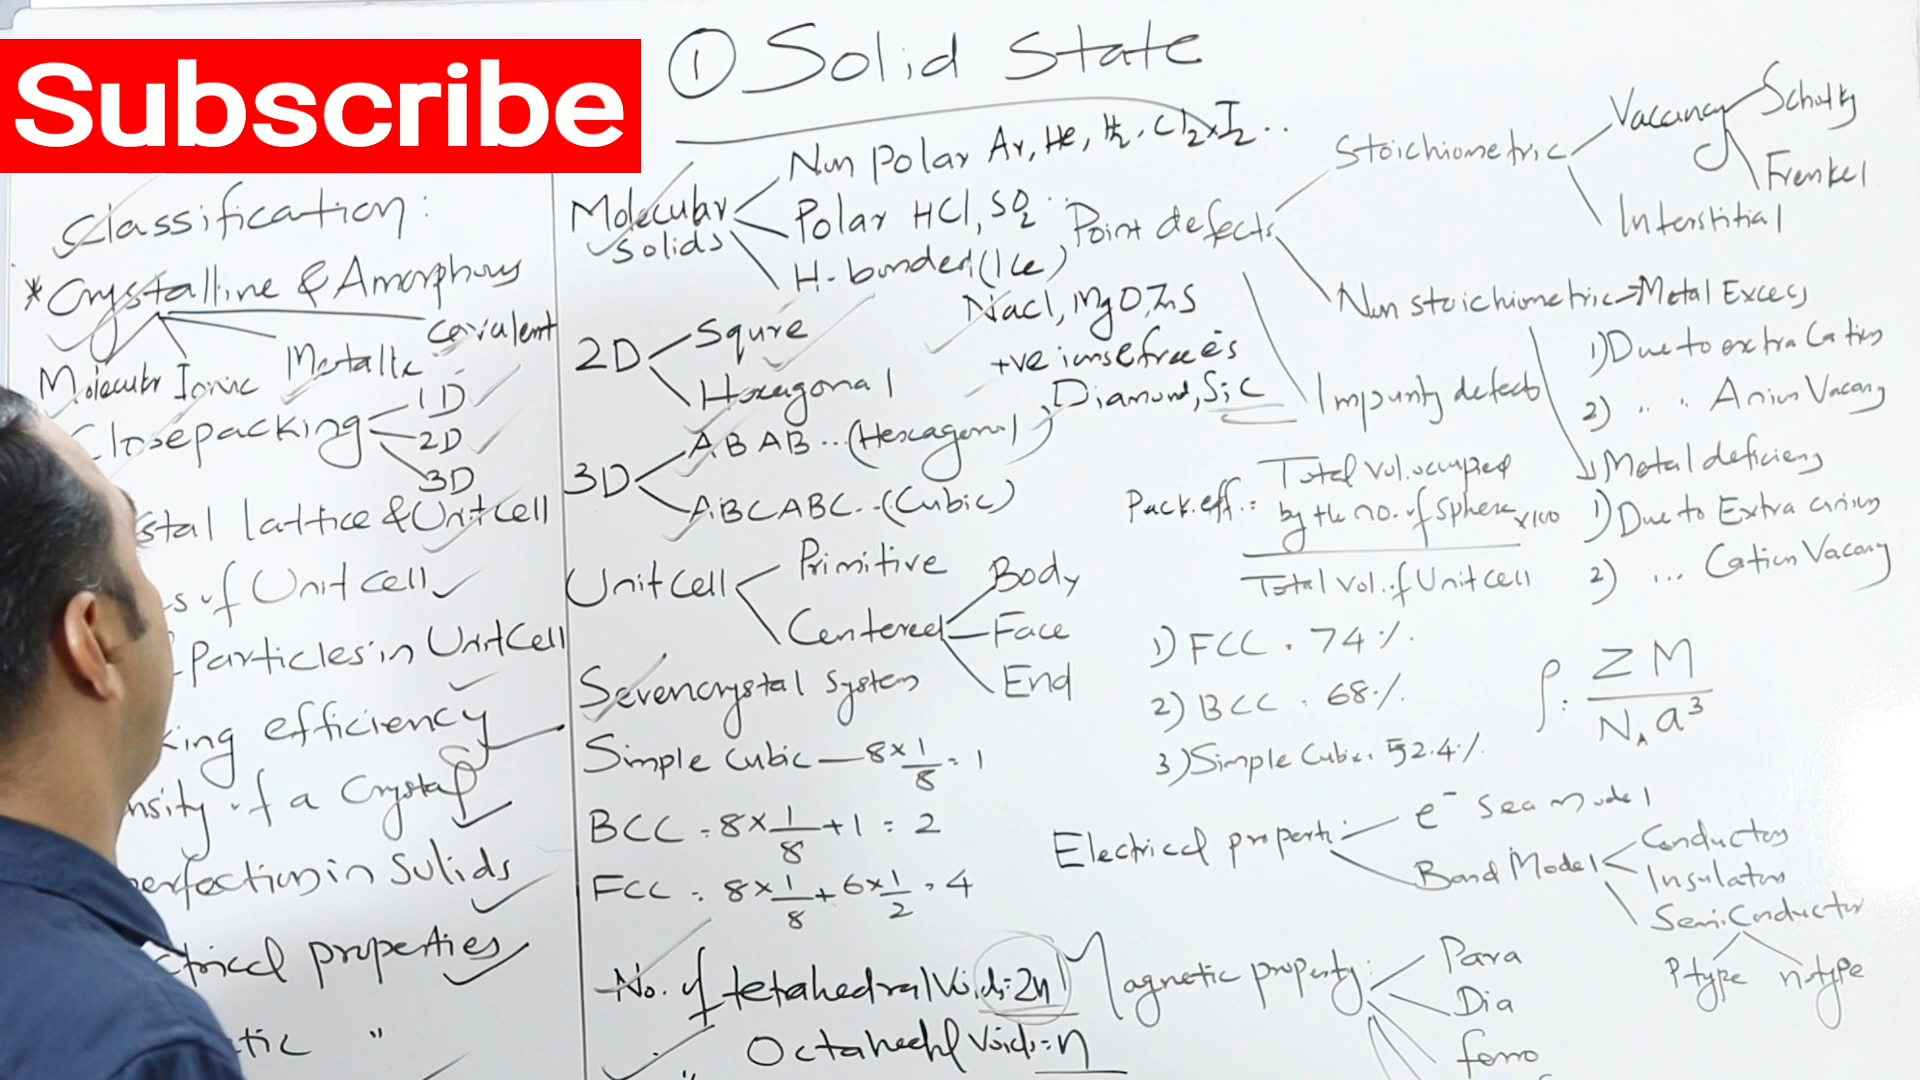 Subscribe
① Solid State
Classification:
* Crystalline & Amorphous
Molecular Ionic Metallic Covalent
Closepacking 1D
2D
3D
stal lattice & Unit Cell
s of Unit cell
Particles in Unit Cell
king efficiency
nsity of a Crystal
perfection in Solids
ctrical properties
tic "
Molecular Solids
Non Polar Ar, He, H2, Cl2, I2 ..
Polar HCl, SO2 ..
H-bonded (Ice)
2D Squre
Hexagonal
NaCl, MgO, ZnS
+ve ions & free ēs
Diamond, SiC
3D ABAB... (Hexagonal)
ABCABC.. (Cubic)
Unit Cell Primitive
Centered Body
Face
End
Seven crystal System
Simple Cubic — 8 × 1/8 = 1
BCC = 8 × 1/8 + 1 = 2
FCC = 8 × 1/8 + 6 × 1/2 = 4
No. of tetahedral Voids = 2n
" Octahedl Voids = n
Point defects
Stoichiometric
Vacancy
Frenkel
Interstitial
Non stoichiometric → Metal Excess
1) Due to extra Cations
2) " " Anion Vacancy
Metal deficiency
1) Due to Extra anions
2) ... Cation Vacancy
Impurity defects
Pack. eff. = Total Vol. occupied
by the no. of Sphere × 100
Total Vol. of Unit cell
1) FCC = 74 %
2) BCC = 68 %
3) Simple Cubic = 52.4 %
ρ = ZM
NA a³
Electrical properti:
e⁻ Sea model
Band Model
Conductors
Insulators
Semi Conductor
P type n-type
Magnetic property:
Para
Dia
ferro